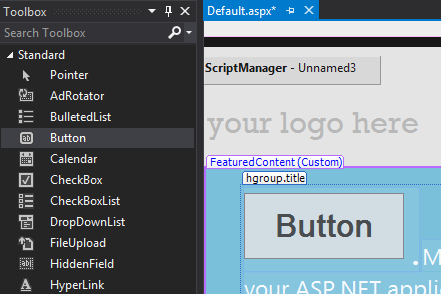 Toolbox
Search Toolbox
Standard
Pointer
AdRotator
BulletedList
Button
Calendar
CheckBox
CheckBoxList
DropDownList
FileUpload
HiddenField
HyperLink
Default.aspx*
ScriptManager - Unnamed3
your logo here
FeaturedContent (Custom)
hgroup.title
Button
. M
your ASP.NET applic